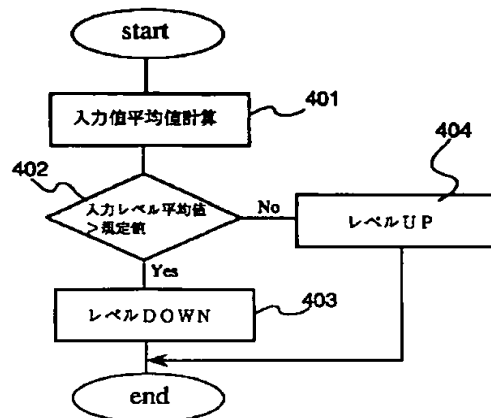 start
入力値平均値計算
401
402
404
入力レベル平均値
>規定値
No
レベルUP
Yes
レベルDOWN
403
end